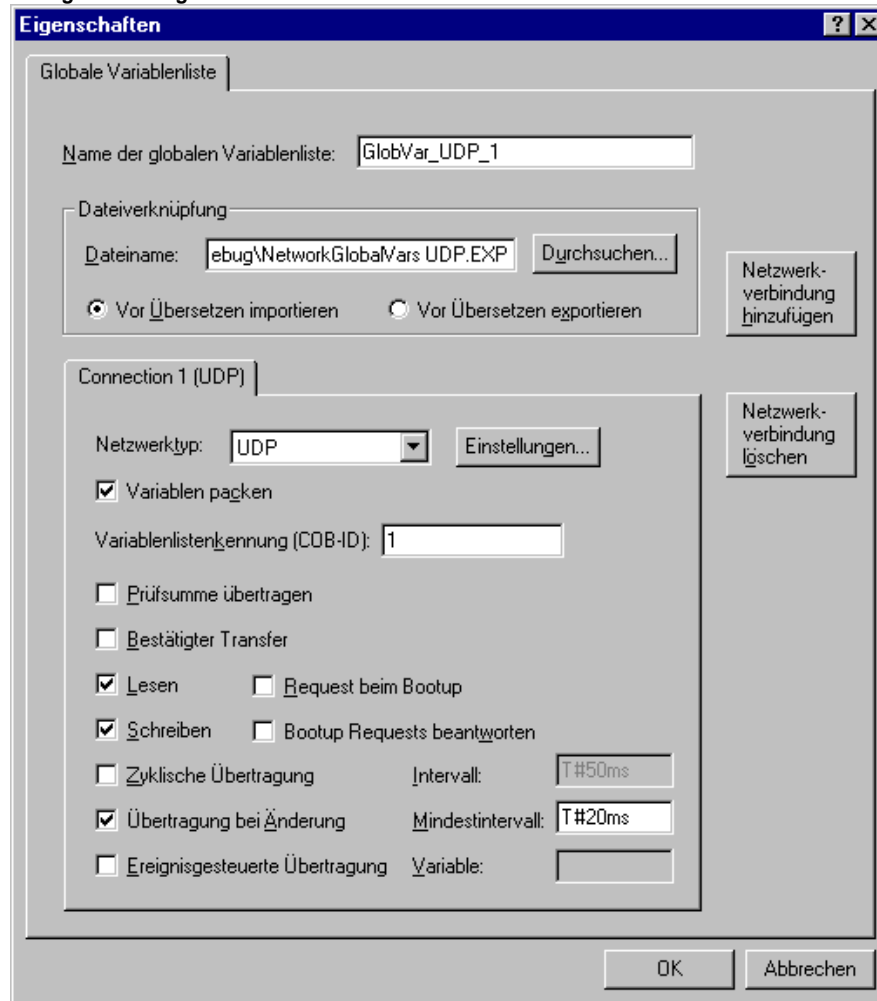 Eigenschaften
Globale Variablenliste
Name der globalen Variablenliste: GlobVar_UDP_1
Dateiverknüpfung
Dateiname: ebug\NetworkGlobalVars UDP.EXP Durchsuchen...
Vor Übersetzen importieren Vor Übersetzen exportieren
Netzwerk-
verbindung
hinzufügen
Connection 1 (UDP)
Netzwerktyp: UDP Einstellungen...
Netzwerk-
verbindung
löschen
Variablen packen
Variablenlistenkennung (COB-ID): 1
Prüfsumme übertragen
Bestätigter Transfer
Lesen Request beim Bootup
Schreiben Bootup Requests beantworten
Zyklische Übertragung Intervall: T#50ms
Übertragung bei Änderung Mindestintervall: T#20ms
Ereignisgesteuerte Übertragung Variable:
OK Abbrechen